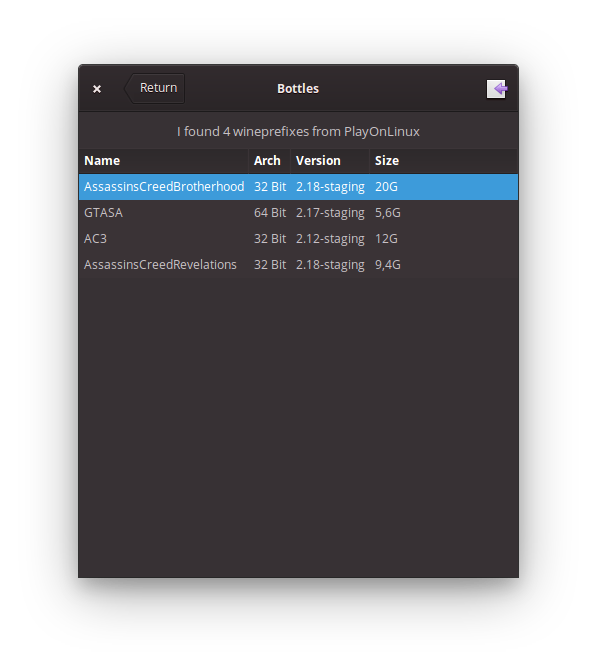 Return Bottles
I found 4 wineprefixes from PlayOnLinux
Name Arch Version Size
AssassinsCreedBrotherhood 32 Bit 2.18-staging 20G
GTASA 64 Bit 2.17-staging 5,6G
AC3 32 Bit 2.12-staging 12G
AssassinsCreedRevelations 32 Bit 2.18-staging 9,4G